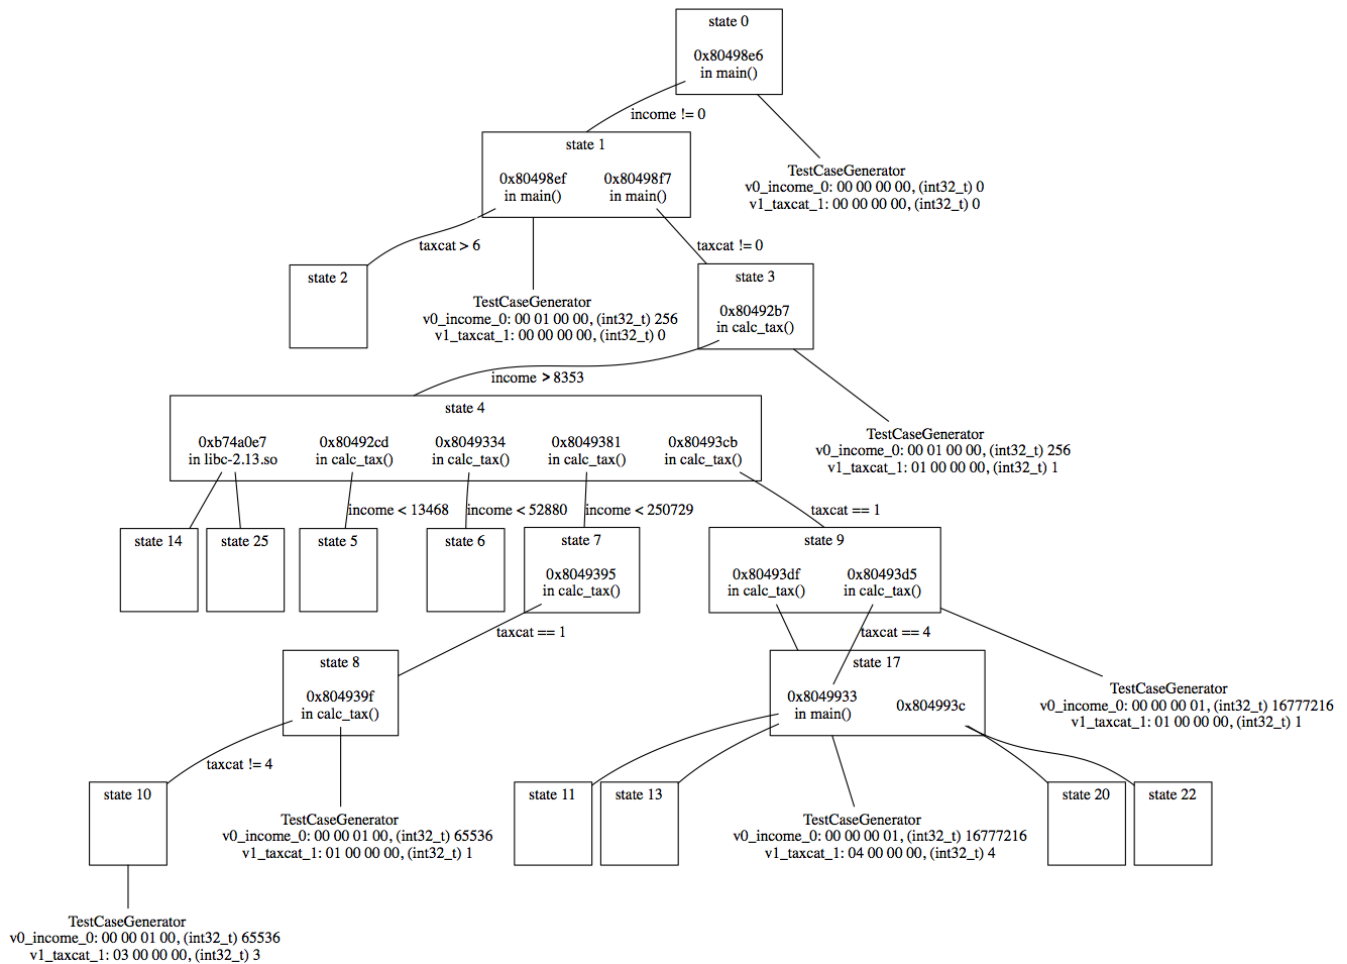 state 0
0x80498e6
in main()
income != 0
state 1
0x80498ef
in main()
0x80498f7
in main()
TestCaseGenerator
v0_income_0: 00 00 00 00, (int32_t) 0
v1_taxcat_1: 00 00 00 00, (int32_t) 0
taxcat > 6
taxcat != 0
state 2
TestCaseGenerator
v0_income_0: 00 01 00 00, (int32_t) 256
v1_taxcat_1: 00 00 00 00, (int32_t) 0
state 3
0x80492b7
in calc_tax()
income > 8353
state 4
0xb74a0e7
in libc-2.13.so
0x80492cd
in calc_tax()
0x8049334
in calc_tax()
0x8049381
in calc_tax()
0x80493cb
in calc_tax()
TestCaseGenerator
v0_income_0: 00 01 00 00, (int32_t) 256
v1_taxcat_1: 01 00 00 00, (int32_t) 1
income < 13468
income < 52880
income < 250729
taxcat == 1
state 14
state 25
state 5
state 6
state 7
0x8049395
in calc_tax()
state 9
0x80493df
in calc_tax()
0x80493d5
in calc_tax()
taxcat == 1
taxcat == 4
state 8
0x804939f
in calc_tax()
state 17
0x8049933
in main()
0x804993c
TestCaseGenerator
v0_income_0: 00 00 00 01, (int32_t) 16777216
v1_taxcat_1: 01 00 00 00, (int32_t) 1
taxcat != 4
state 10
TestCaseGenerator
v0_income_0: 00 00 01 00, (int32_t) 65536
v1_taxcat_1: 01 00 00 00, (int32_t) 1
state 11
state 13
TestCaseGenerator
v0_income_0: 00 00 00 01, (int32_t) 16777216
v1_taxcat_1: 04 00 00 00, (int32_t) 4
state 20
state 22
TestCaseGenerator
v0_income_0: 00 00 01 00, (int32_t) 65536
v1_taxcat_1: 03 00 00 00, (int32_t) 3